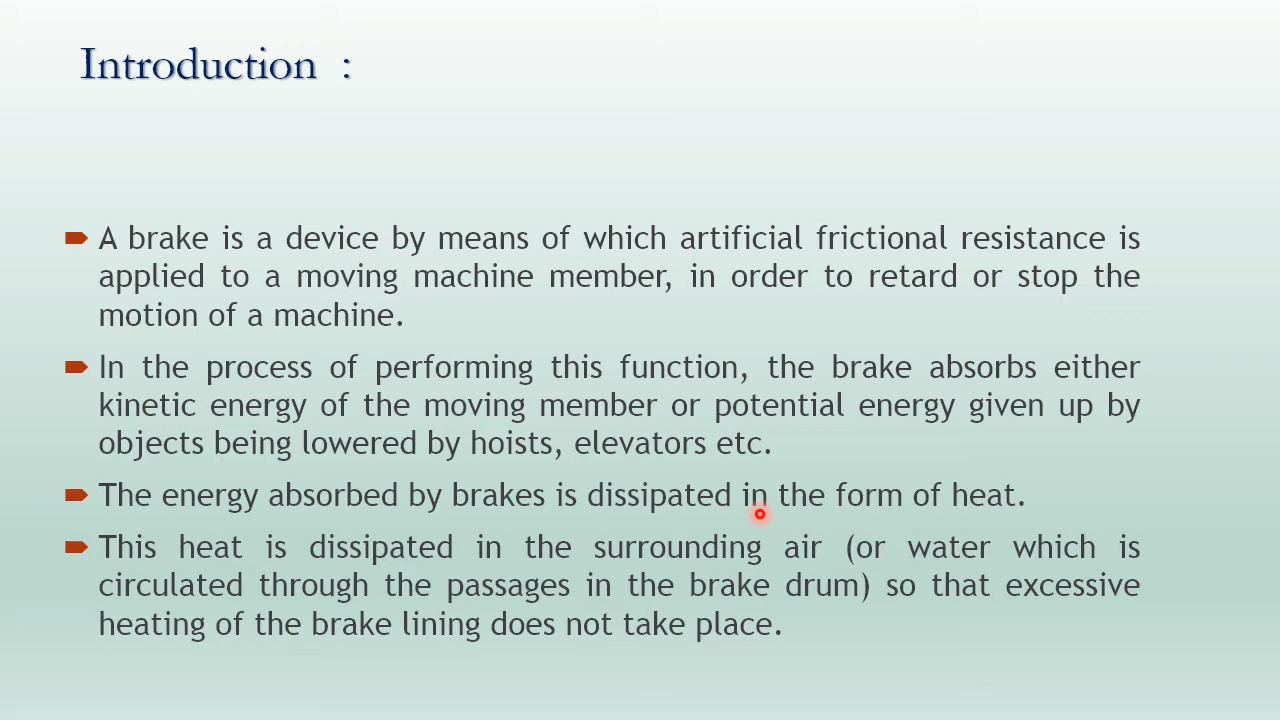 Introduction :
A brake is a device by means of which artificial frictional resistance is
applied to a moving machine member, in order to retard or stop the
motion of a machine.
In the process of performing this function, the brake absorbs either
kinetic energy of the moving member or potential energy given up by
objects being lowered by hoists, elevators etc.
The energy absorbed by brakes is dissipated in the form of heat.
This heat is dissipated in the surrounding air (or water which is
circulated through the passages in the brake drum) so that excessive
heating of the brake lining does not take place.